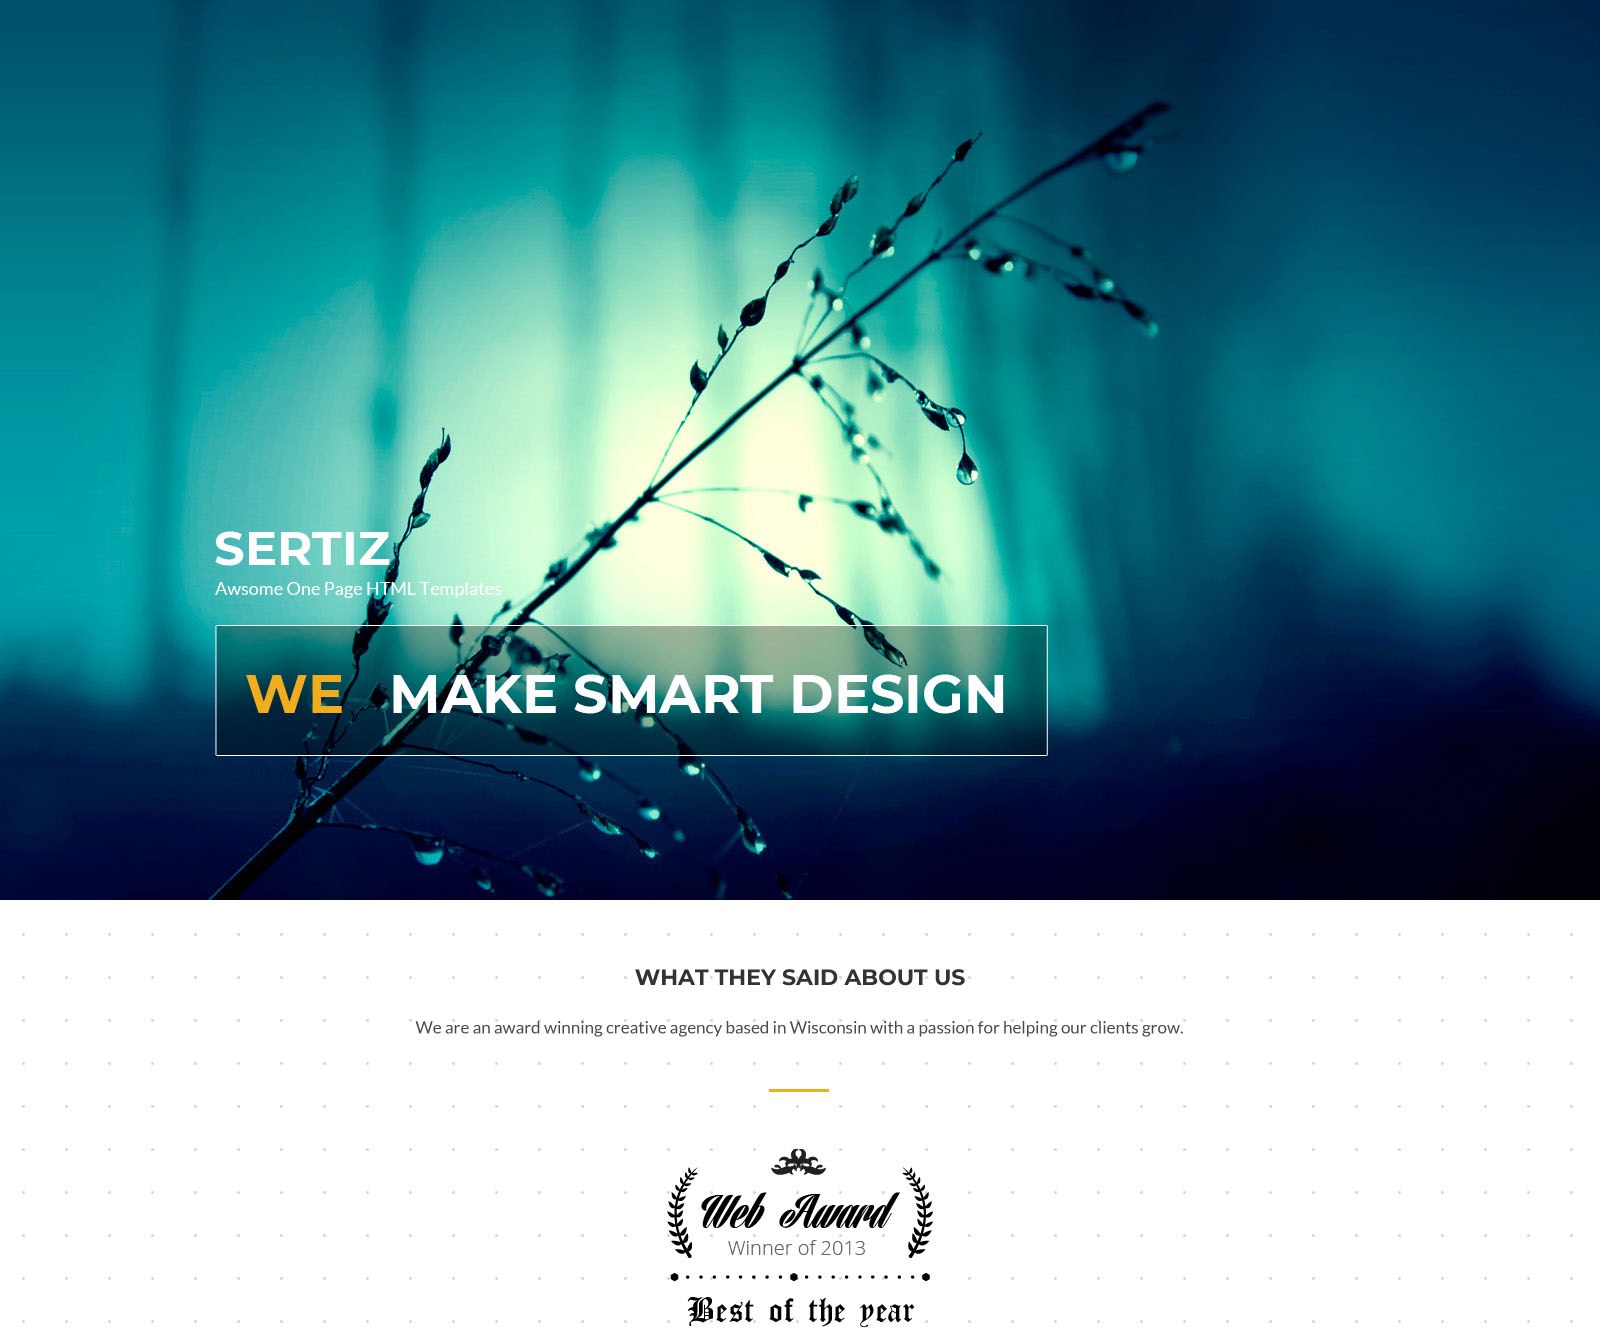 SERTIZ
Awsome One Page HTML Templates
WE MAKE SMART DESIGN
WHAT THEY SAID ABOUT US
We are an award winning creative agency based in Wisconsin with a passion for helping our clients grow.
Web Award
Winner of 2013
Best of the year